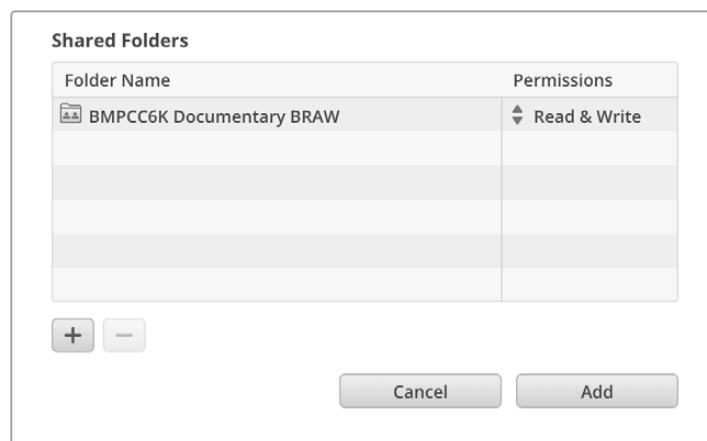 Shared Folders
Folder Name Permissions
BMPCC6K Documentary BRAW Read & Write
Cancel Add